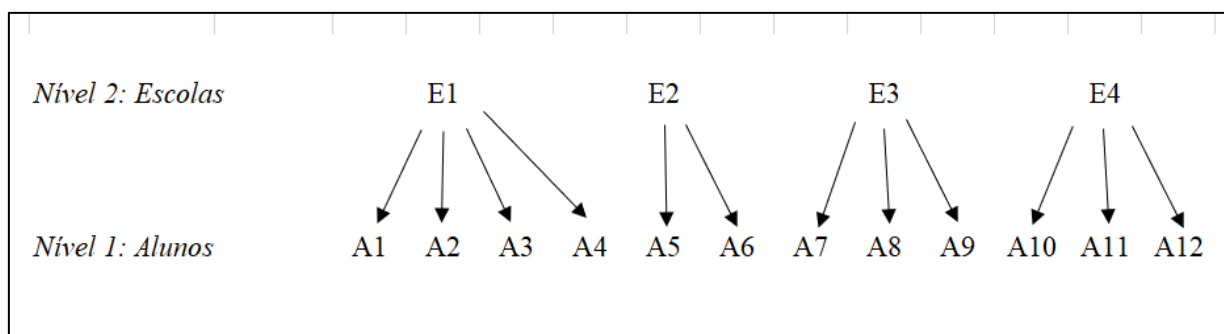 Nível 2: Escolas E1 E2 E3 E4
Nível 1: Alunos A1 A2 A3 A4 A5 A6 A7 A8 A9 A10 A11 A12